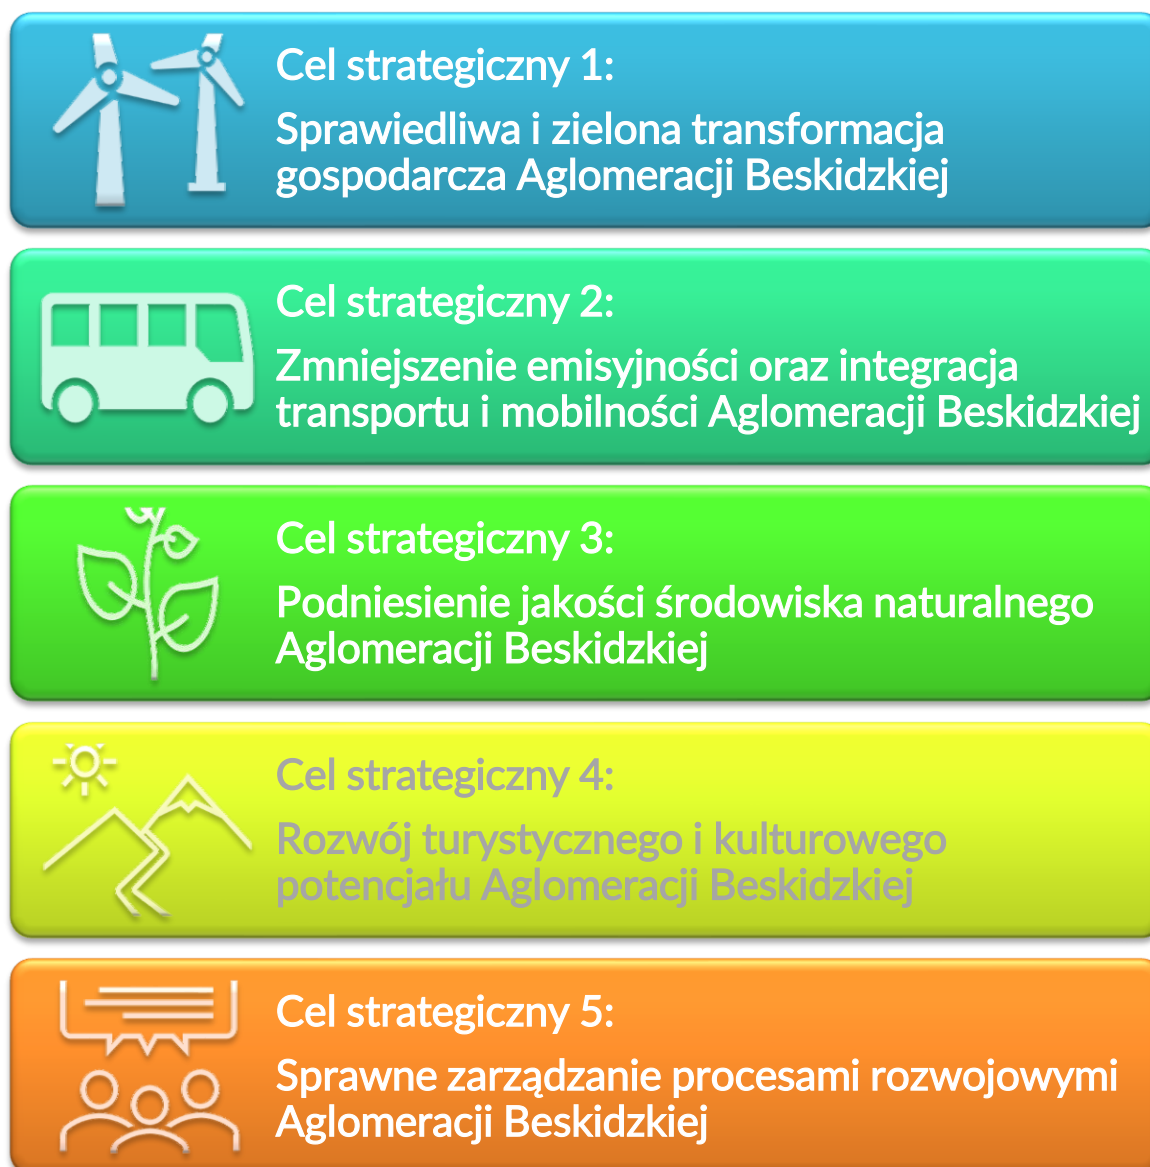 Cel strategiczny 1:
Sprawiedliwa i zielona transformacja
gospodarcza Aglomeracji Beskidzkiej
Cel strategiczny 2:
Zmniejszenie emisyjności oraz integracja
transportu i mobilności Aglomeracji Beskidzkiej
Cel strategiczny 3:
Podniesienie jakości środowiska naturalnego
Aglomeracji Beskidzkiej
Cel strategiczny 4:
Rozwój turystycznego i kulturowego
potencjału Aglomeracji Beskidzkiej
Cel strategiczny 5:
Sprawne zarządzanie procesami rozwojowymi
Aglomeracji Beskidzkiej